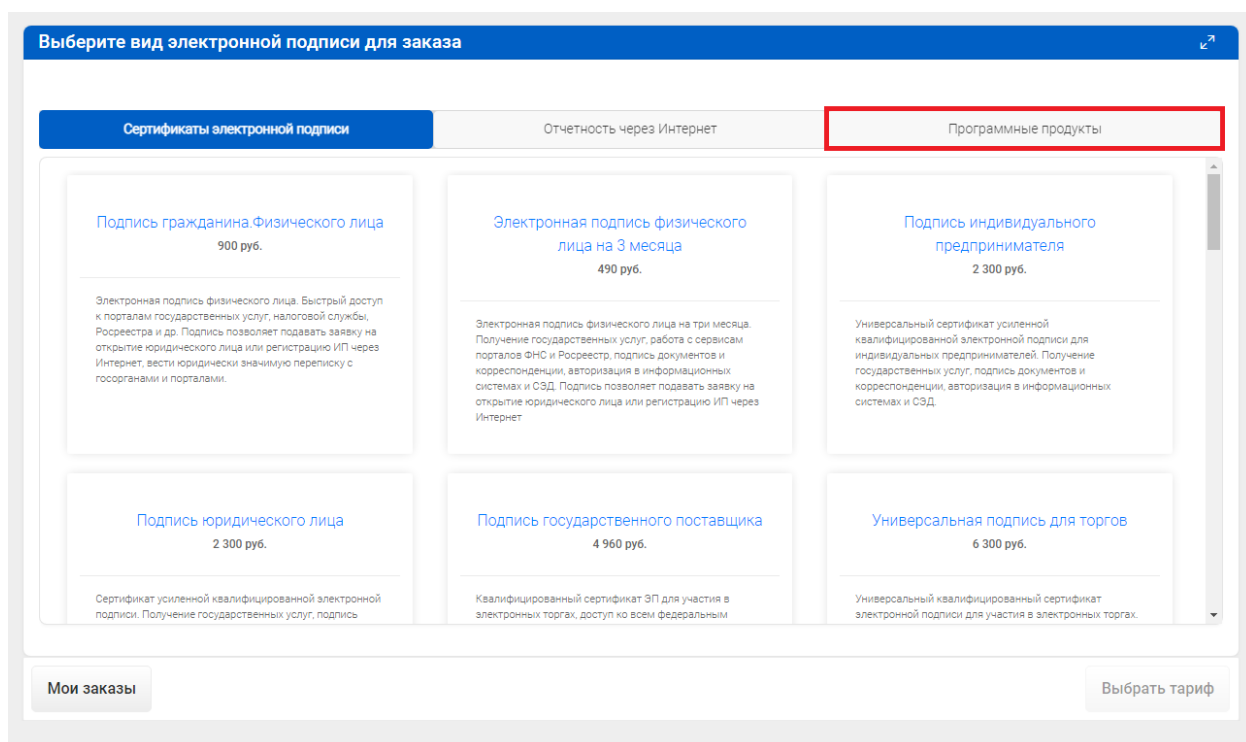 Выберите вид электронной подписи для заказа
Сертификаты электронной подписи
Отчетность через Интернет
Программные продукты
Подпись гражданина.Физического лица
900 руб.
Электронная подпись физического лица. Быстрый доступ
к порталам государственных услуг, налоговой службы,
Росреестра и др. Подпись позволяет подавать заявку на
открытие юридического лица или регистрацию ИП через
Интернет, вести юридически значимую переписку с
госорганами и порталами.
Электронная подпись физического
лица на 3 месяца
490 руб.
Электронная подпись физического лица на три месяца.
Получение государственных услуг, работа с сервисам
порталов ФНС и Росреестр, подпись документов и
корреспонденции, авторизация в информационных
системах и СЭД. Подпись позволяет подавать заявку на
открытие юридического лица или регистрацию ИП через
Интернет
Подпись индивидуального
предпринимателя
2 300 руб.
Универсальный сертификат усиленной
квалифицированной электронной подписи для
индивидуальных предпринимателей. Получение
государственных услуг, подпись документов и
корреспонденции, авторизация в информационных
системах и СЭД.
Подпись юридического лица
2 300 руб.
Сертификат усиленной квалифицированной электронной
подписи. Получение государственных услуг, подпись
Подпись государственного поставщика
4 960 руб.
Квалифицированный сертификат ЭП для участия в
электронных торгах, доступ ко всем федеральным
Универсальная подпись для торгов
6 300 руб.
Универсальный квалифицированный сертификат
электронной подписи для участия в электронных торгах.
Мои заказы
Выбрать тариф